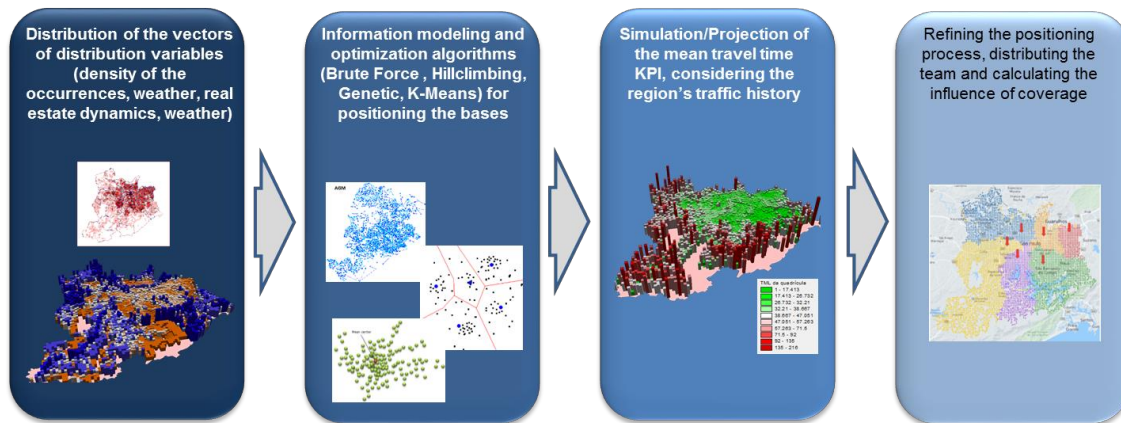 Distribution of the vectors
of distribution variables
(density of the
occurrences, weather, real
estate dynamics, weather)
Information modeling and
optimization algorithms
(Brute Force , Hillclimbing,
Genetic, K-Means) for
positioning the bases
Simulation/Projection of
the mean travel time
KPI, considering the
region's traffic history
Refining the positioning
process, distributing the
team and calculating the
influence of coverage
Mean center
TML da quadrícula
1 - 17.413
17.413 - 26.732
26.732 - 32.21
32.21 - 38.667
38.667 - 47.051
47.051 - 57.263
57.263 - 71.5
71.5 - 92
92 - 135
135 - 216